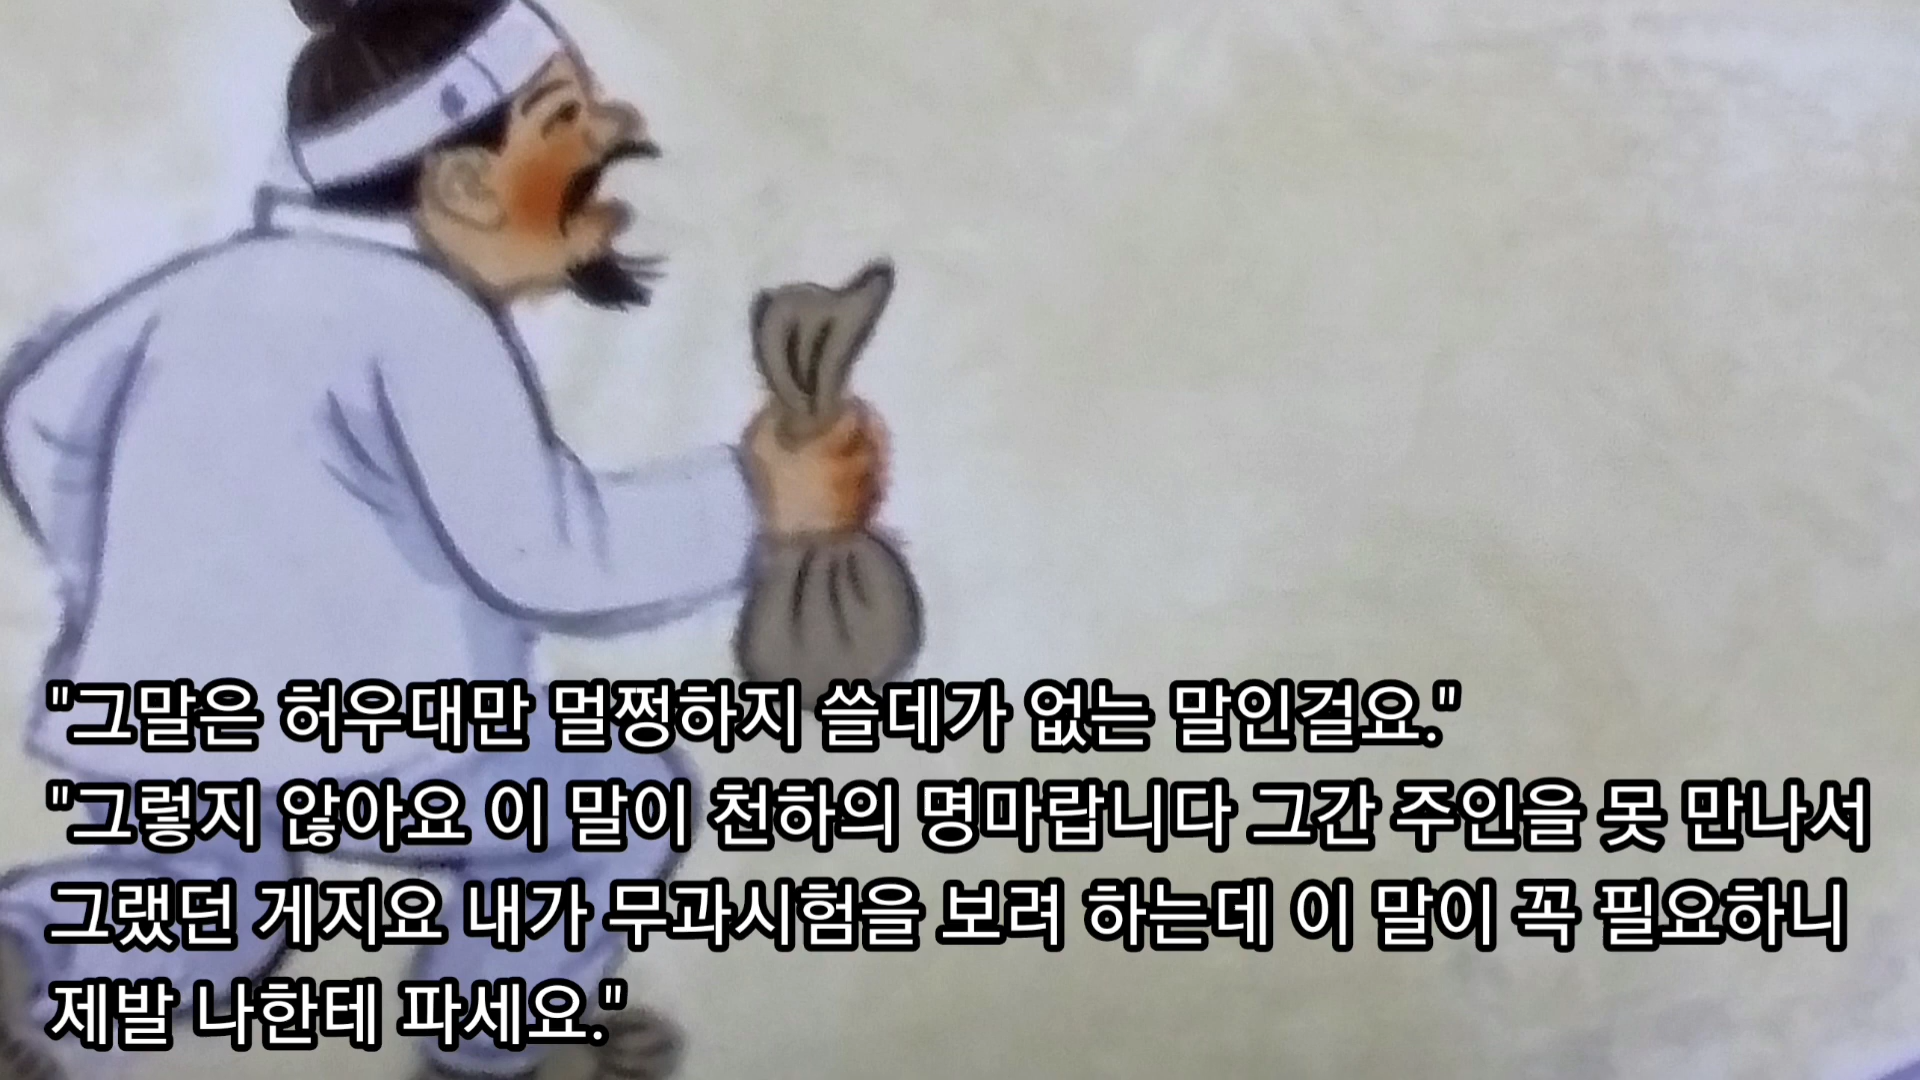 "그말은 허우대만 멀쩡하지 쓸데가 없는 말인걸요."
"그렇지 않아요 이 말이 천하의 명마랍니다 그간 주인을 못 만나서
그랬던 게지요 내가 무과시험을 보려 하는데 이 말이 꼭 필요하니
제발 나한테 파세요."